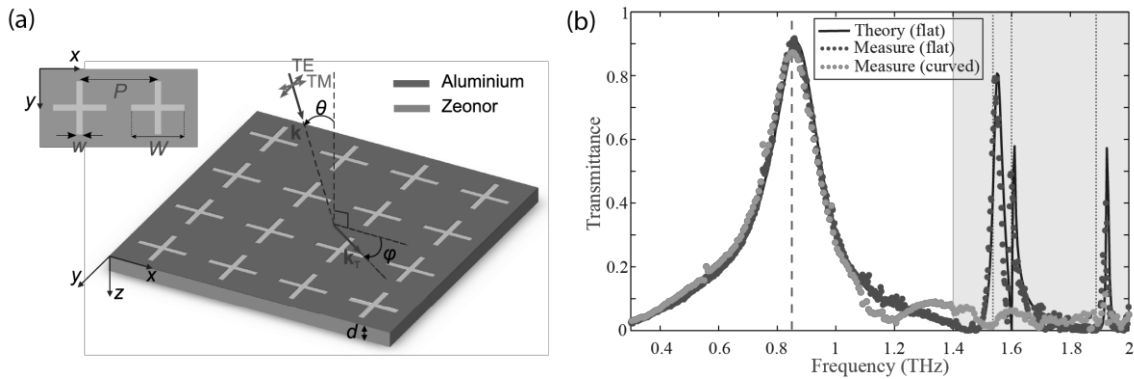 (a)
x
P
y
w
W
TE
TM
θ
k
Aluminium
Zeonor
φ
k_T
y
x
z
d
(b)
1
0.8
0.6
0.4
0.2
0
Transmittance
Theory (flat)
Measure (flat)
Measure (curved)
0.4 0.6 0.8 1 1.2 1.4 1.6 1.8 2
Frequency (THz)